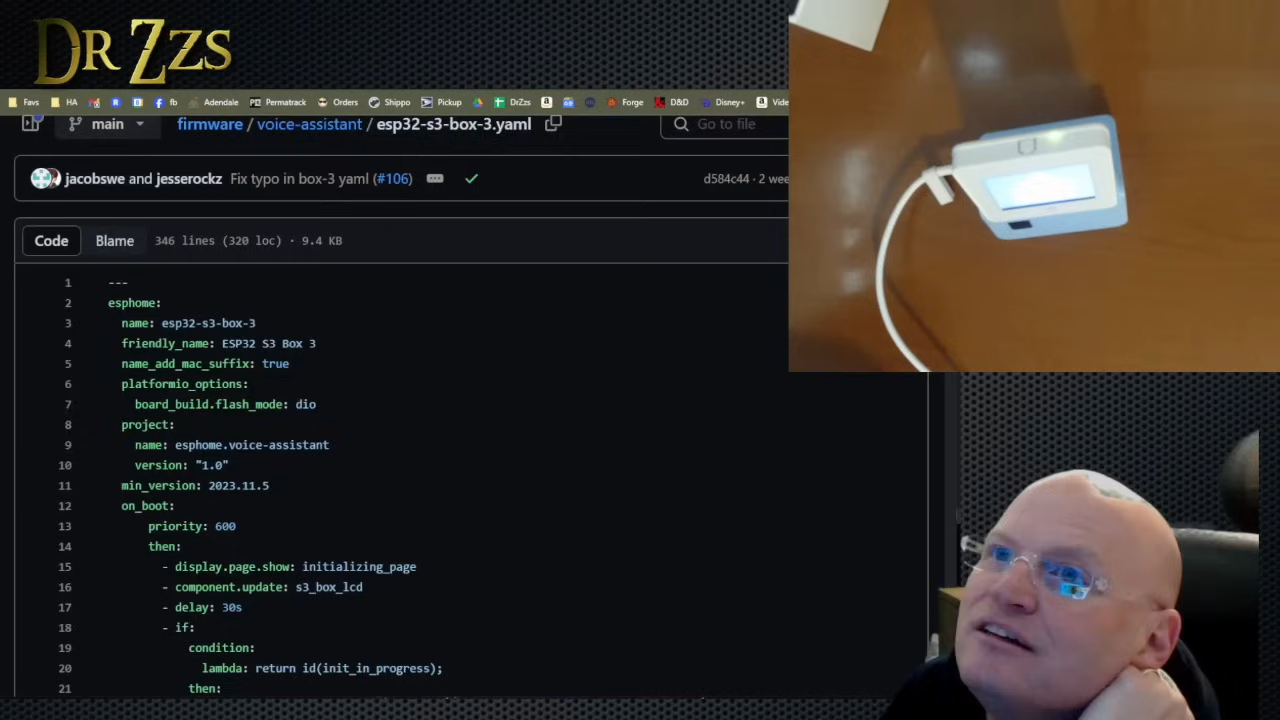 DR ZZS
Favs HA fb Adendale Permatrack Orders Shippo Pickup DrZzs Forge D&D Disney+ Vide
main firmware / voice-assistant / esp32-s3-box-3.yaml Go to file
jacobswe and jesserockz Fix typo in box-3 yaml (#106) d584c44 · 2 wee
Code Blame 346 lines (320 loc) · 9.4 KB
1 ---
2 esphome:
3 name: esp32-s3-box-3
4 friendly_name: ESP32 S3 Box 3
5 name_add_mac_suffix: true
6 platformio_options:
7 board_build.flash_mode: dio
8 project:
9 name: esphome.voice-assistant
10 version: "1.0"
11 min_version: 2023.11.5
12 on_boot:
13 priority: 600
14 then:
15 - display.page.show: initializing_page
16 - component.update: s3_box_lcd
17 - delay: 30s
18 - if:
19 condition:
20 lambda: return id(init_in_progress);
21 then: